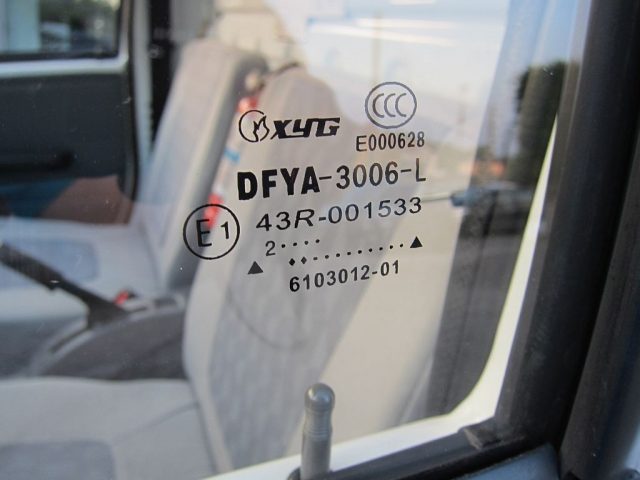 XYG
CCC
E000628
DFYA-3006-L
E1
43R-001533
2····
▲ ♦♦·········▲
6103012-01